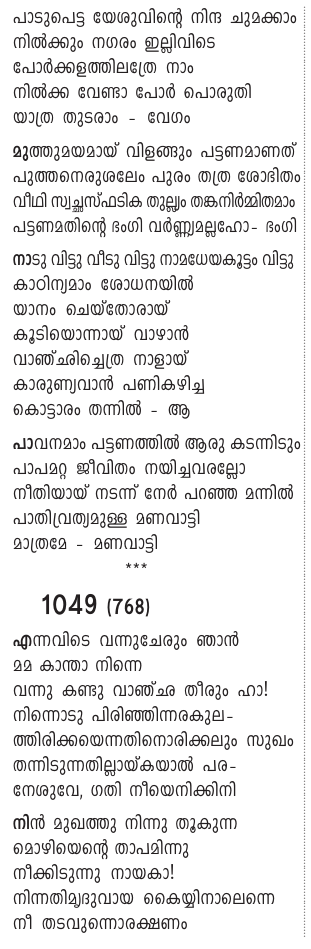 പാടുപെട്ട യേശുവിന്റെ നിന്ദ ചുമക്കാം
നിൽക്കും നഗരം ഇല്ലിവിടെ
പോർക്കളത്തിലത്രേ നാം
നിൽക്ക വേണ്ടാ പോർ പൊരുതി
യാത്ര തുടരാം - വേഗം
മുത്തുമയമായ് വിളങ്ങും പട്ടണമാണത്
പുത്തനെരുശലേം പുരം തത്ര ശോഭിതം
വീഥി സ്വച്ഛസ്ഫടിക തുല്ല്യം തങ്കനിർമ്മിതമാം
പട്ടണമതിന്റെ ഭംഗി വർണ്ണ്യമല്ലഹോ- ഭംഗി
നാടു വിട്ടു വീടു വിട്ടു നാമധേയകൂട്ടം വിട്ടു
കാഠിന്യമാം ശോധനയിൽ
യാനം ചെയ്തോരായ്
കൂടിയൊന്നായ് വാഴാൻ
വാഞ്ഛിച്ചെത്ര നാളായ്
കാരുണ്യവാൻ പണികഴിച്ച
കൊട്ടാരം തന്നിൽ - ആ
പാവനമാം പട്ടണത്തിൽ ആരു കടന്നിടും
പാപമറ്റ ജീവിതം നയിച്ചവരല്ലോ
നീതിയായ് നടന്ന് നേർ പറഞ്ഞ മന്നിൽ
പാതിവ്രത്യമുള്ള മണവാട്ടി
മാത്രമേ - മണവാട്ടി
***
1049 (768)
എന്നവിടെ വന്നുചേരും ഞാൻ
മമ കാന്താ നിന്നെ
വന്നു കണ്ടു വാഞ്ഛ തീരും ഹാ!
നിന്നൊടു പിരിഞ്ഞിന്നരകുല-
ത്തിരിക്കയെന്നതിനൊരിക്കലും സുഖം
തന്നിടുന്നതില്ലായ്കയാൽ പര-
നേശുവേ, ഗതി നീയെനിക്കിനി
നിൻ മുഖത്തു നിന്നു തൂകുന്ന
മൊഴിയെന്റെ താപമിന്നു
നീക്കിടുന്നു നായകാ!
നിന്നതിമൃദുവായ കൈയ്യിനാലെന്നെ
നീ തടവുന്നൊരക്ഷണം